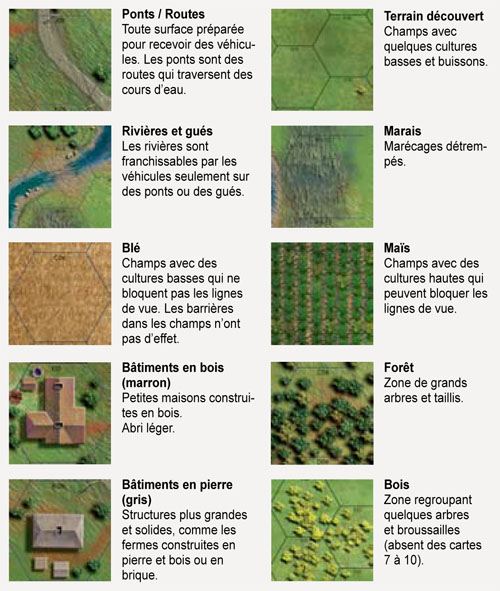 Ponts / Routes
Toute surface préparée
pour recevoir des véhicu-
les. Les ponts sont des
routes qui traversent des
cours d'eau.
Terrain découvert
Champs avec
quelques cultures
basses et buissons.
Rivières et gués
Les rivières sont
franchissables par les
véhicules seulement sur
des ponts ou des gués.
Marais
Marécages détrem-
pés.
Blé
Champs avec des
cultures basses qui ne
bloquent pas les lignes
de vue. Les barrières
dans les champs n'ont
pas d'effet.
Maïs
Champs avec des
cultures hautes qui
peuvent bloquer les
lignes de vue.
Bâtiments en bois
(marron)
Petites maisons construi-
tes en bois.
Abri léger.
Forêt
Zone de grands
arbres et taillis.
Bâtiments en pierre
(gris)
Structures plus grandes
et solides, comme les
fermes construites en
pierre et bois ou en
brique.
Bois
Zone regroupant
quelques arbres
et broussailles
(absent des cartes
7 à 10).